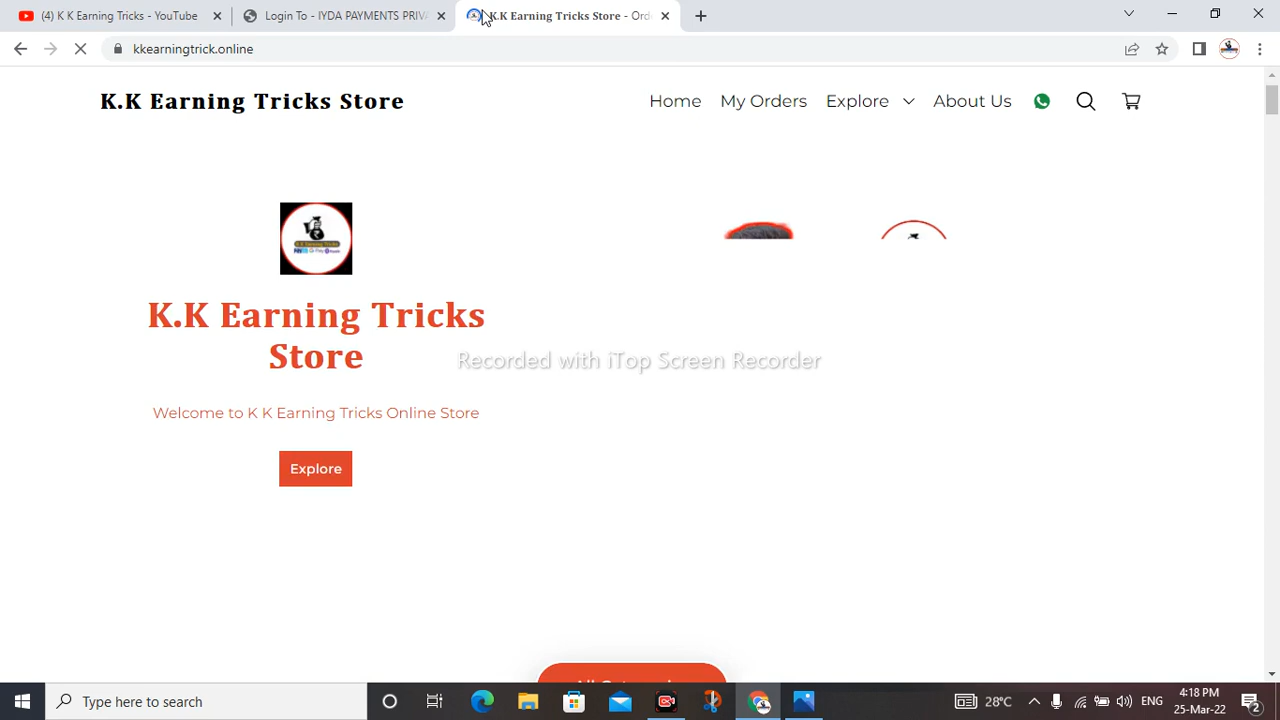 (4) K K Earning Tricks - YouTube
Login To - IYDA PAYMENTS PRIVA
K.K Earning Tricks Store - Ord
kkearningtrick.online
K.K Earning Tricks Store
Home
My Orders
Explore
About Us
K.K Earning Tricks
Store
Recorded with iTop Screen Recorder
Welcome to K K Earning Tricks Online Store
Explore
Type here to search
28°C
ENG
4:18 PM
25-Mar-22
2